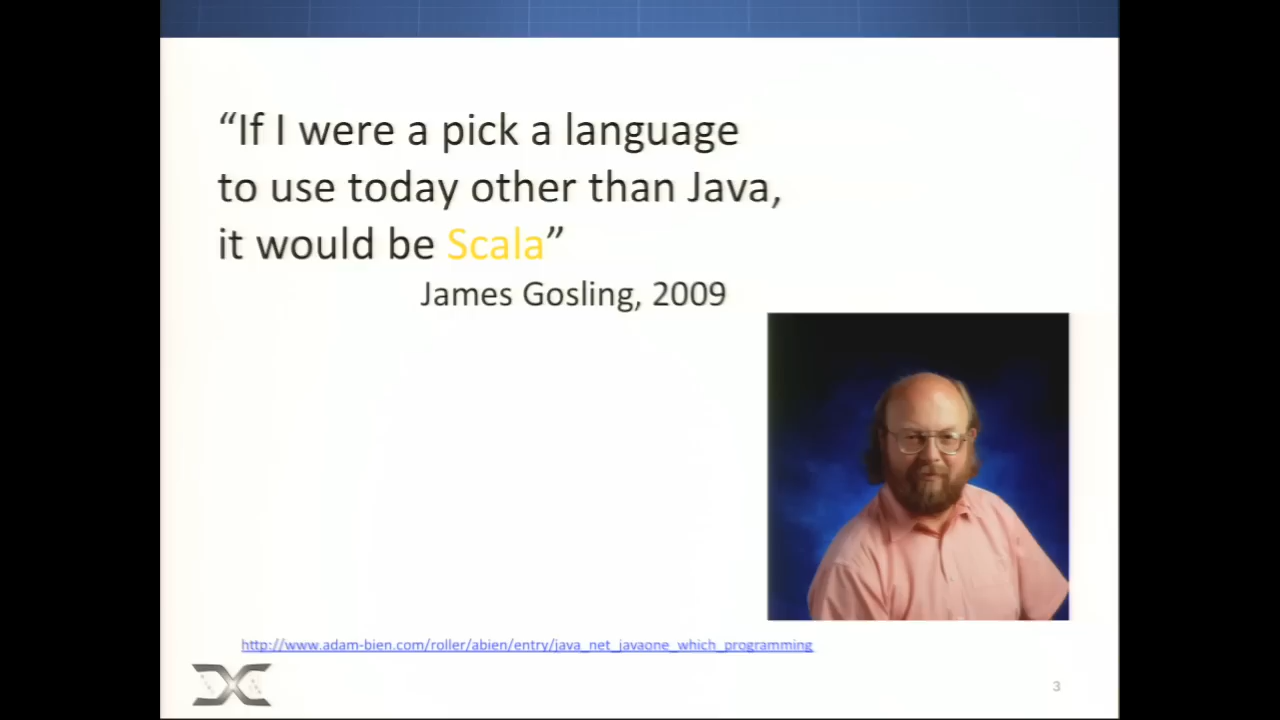 “If I were a pick a language
to use today other than Java,
it would be Scala”
James Gosling, 2009
http://www.adam-bien.com/roller/abien/entry/java_net_javaone_which_programming
3